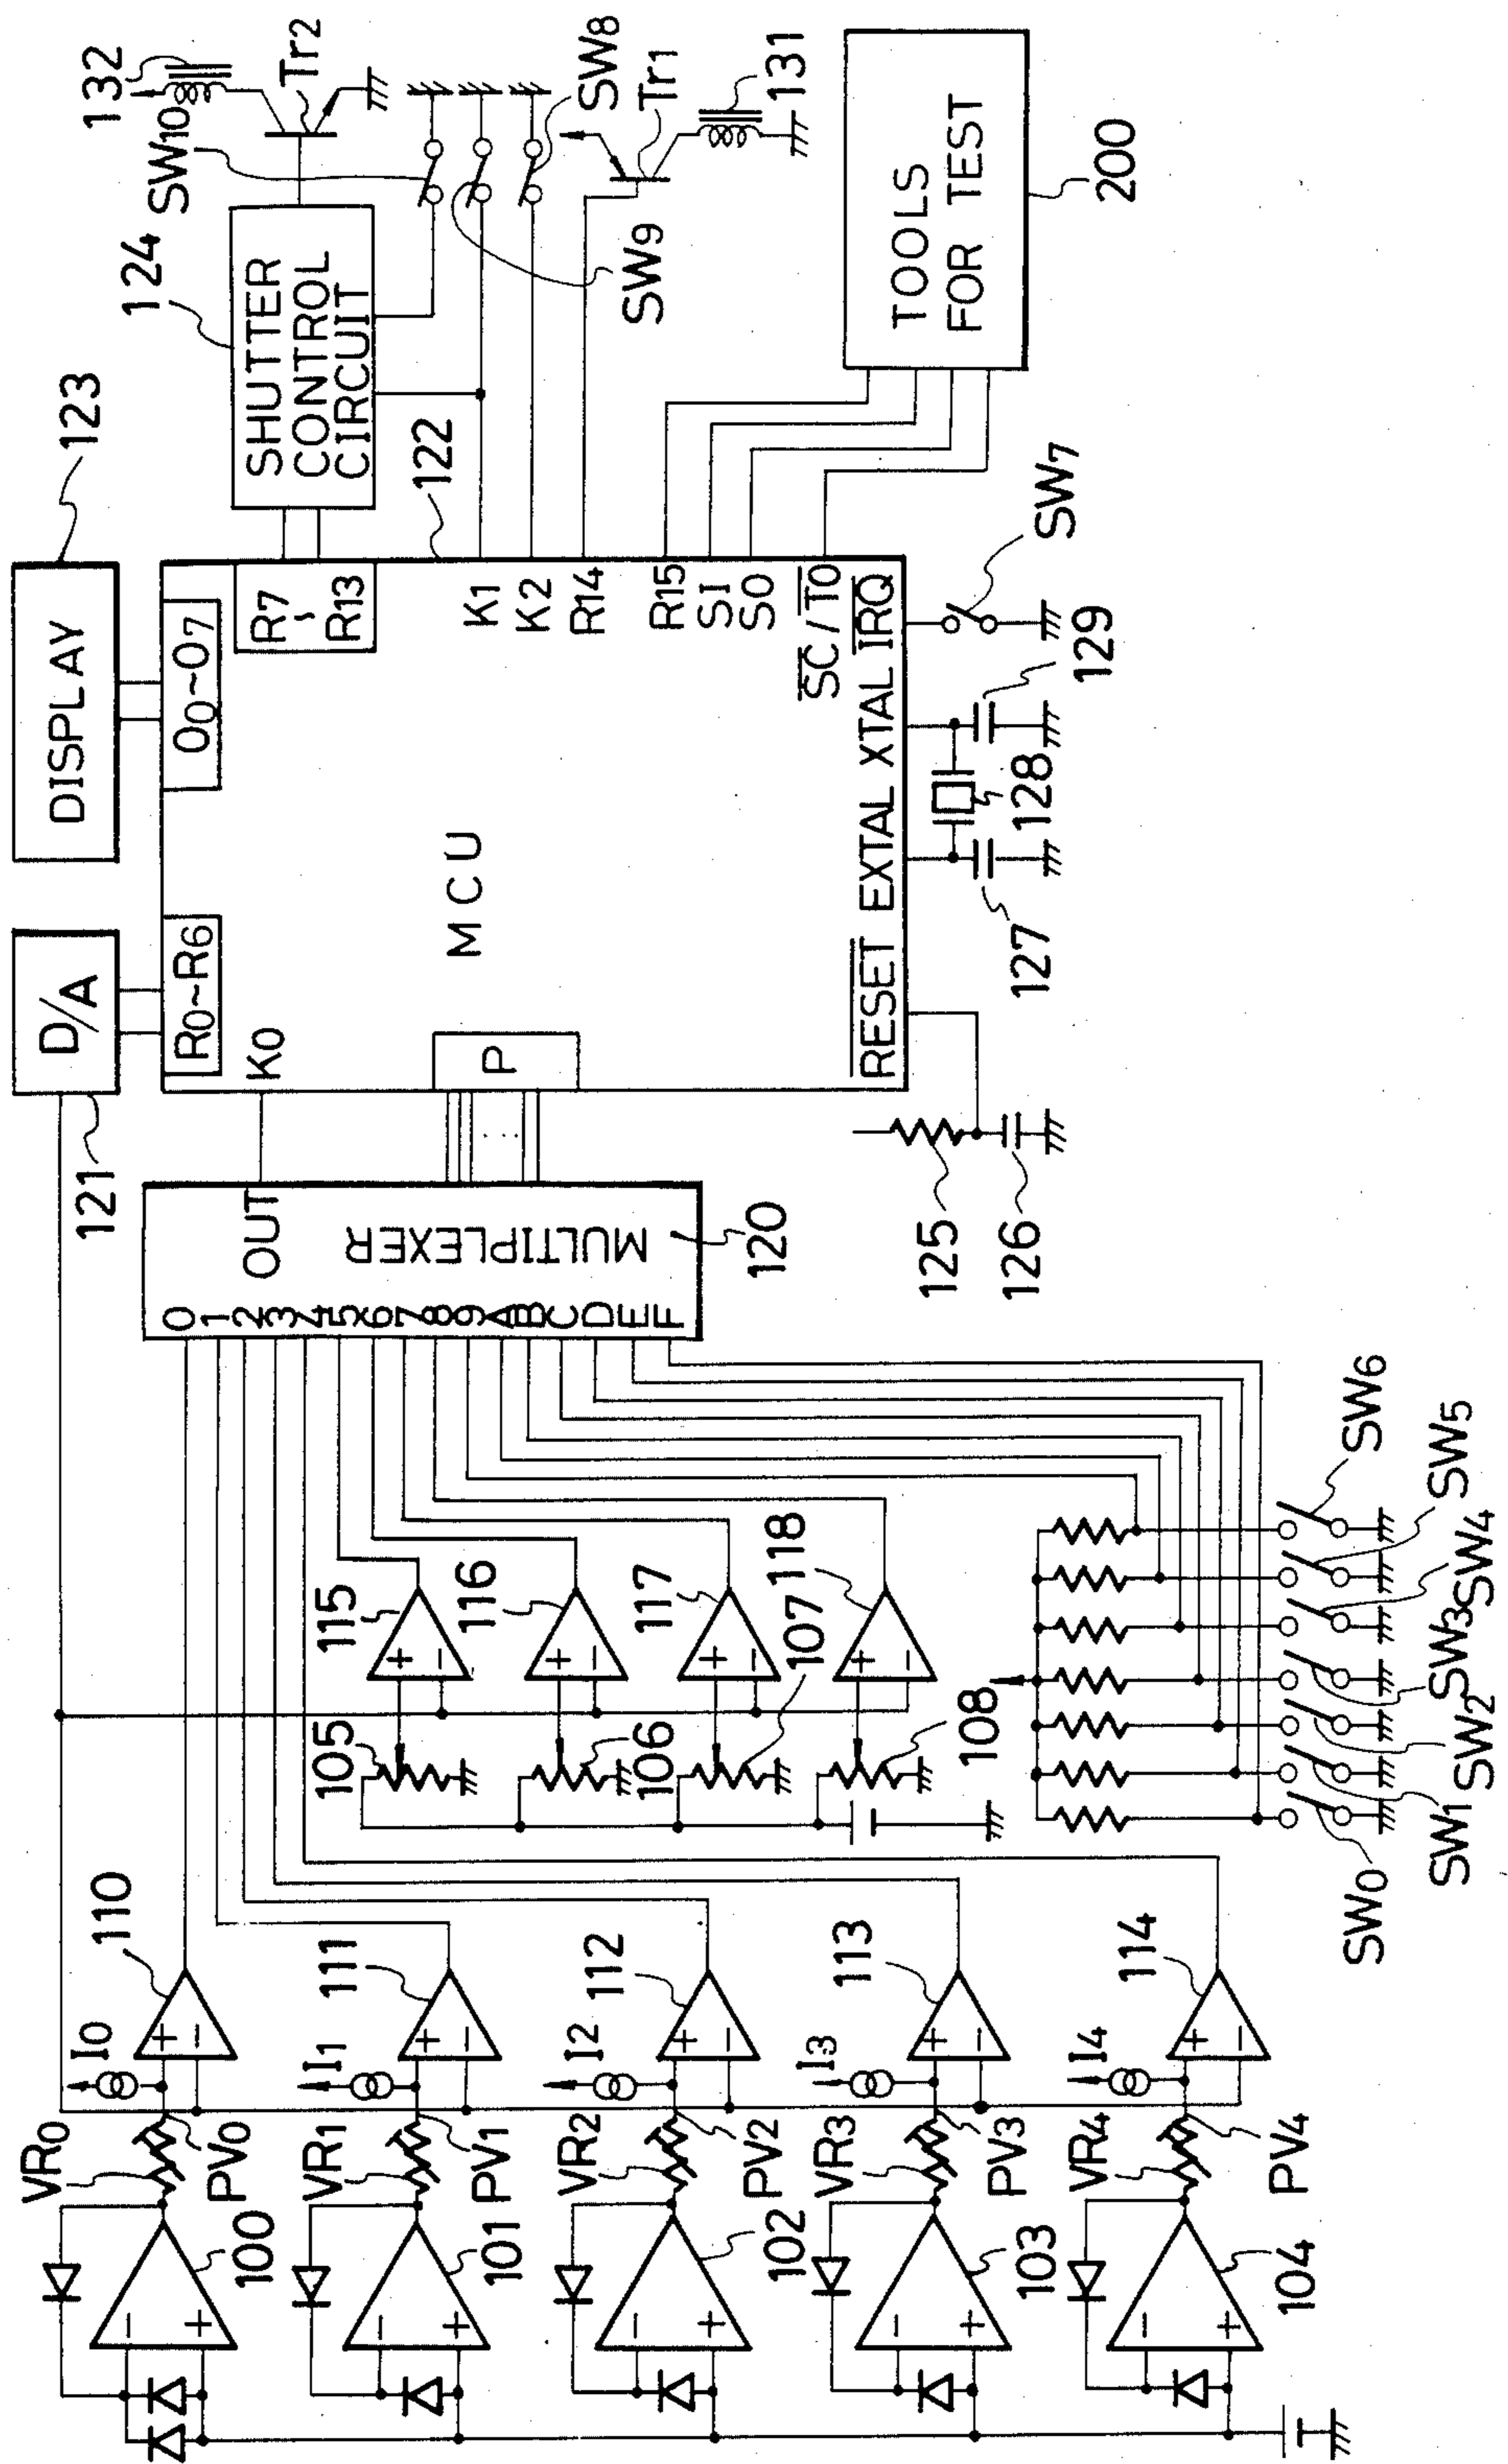 132
Tr2
SW10
SW8
Tr1
131
SW9
124
SHUTTER
CONTROL
CIRCUIT
TOOLS
FOR TEST
200
123
DISPLAY
122
O0~O7
R7
~
R13
K1
K2
R14
R15
SI
SO
SC/TO
IRQ
SW7
XTAL
EXTAL
RESET
129
128
127
MCU
D/A
R0~R6
K0
P
121
OUT
MULTIPLEXER
120
125
126
0
1
2
3
4
5
6
7
8
9
A
B
C
D
E
F
115
+
−
116
+
−
117
+
−
118
+
−
105
106
107
108
SW6
SW5
SW4
SW3
SW2
SW1
SW0
110
+
−
111
+
−
112
+
−
113
+
−
114
+
−
I0
I1
I2
I3
I4
VR0
PV0
VR1
PV1
VR2
PV2
VR3
PV3
VR4
PV4
100
−
+
101
−
+
102
−
+
103
−
+
104
−
+